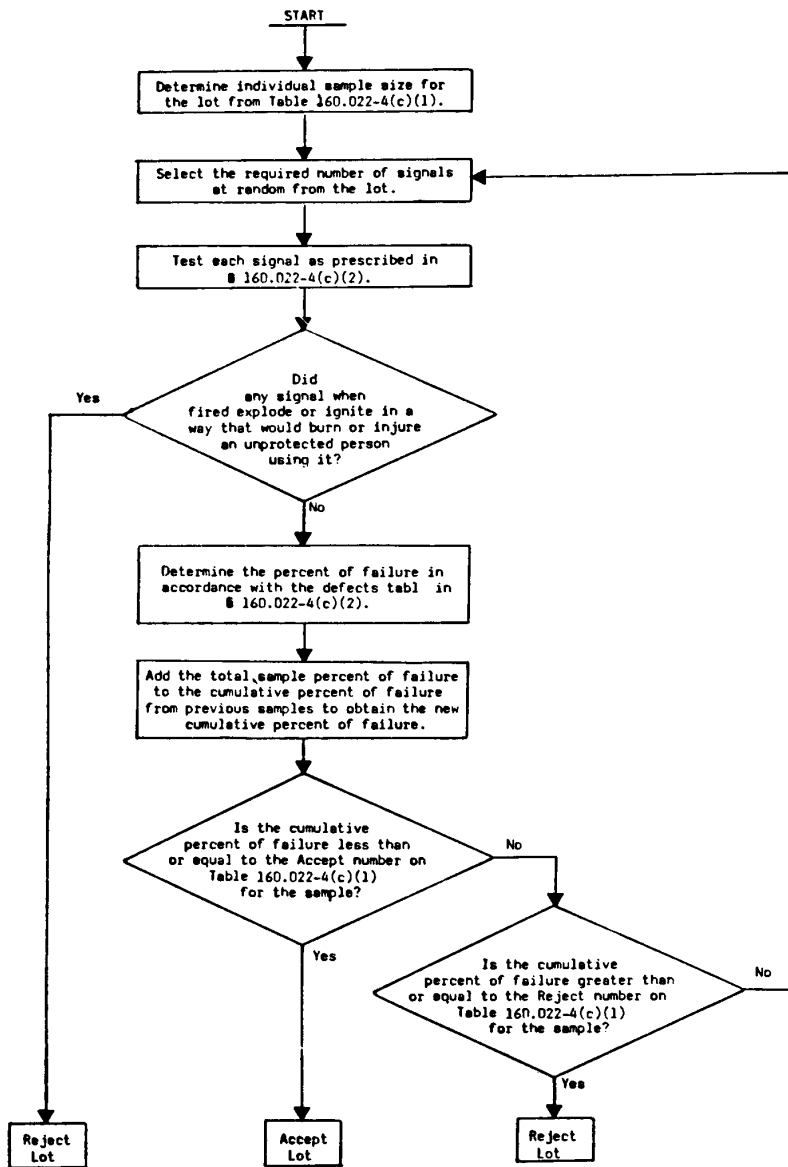 START
Determine individual sample size for
the lot from Table 160.022-4(c)(1).
Select the required number of signals
at random from the lot.
Test each signal as prescribed in
§ 160.022-4(c)(2).
Did
any signal when
fired explode or ignite in a
way that would burn or injure
an unprotected person
using it?
Yes
No
Determine the percent of failure in
accordance with the defects tabl in
§ 160.022-4(c)(2).
Add the total sample percent of failure
to the cumulative percent of failure
from previous samples to obtain the new
cumulative percent of failure.
Is the cumulative
percent of failure less than
or equal to the Accept number on
Table 160.022-4(c)(1)
for the sample?
No
Yes
Is the cumulative
percent of failure greater than
or equal to the Reject number on
Table 160.022-4(c)(1)
for the sample?
No
Yes
Reject
Lot
Accept
Lot
Reject
Lot